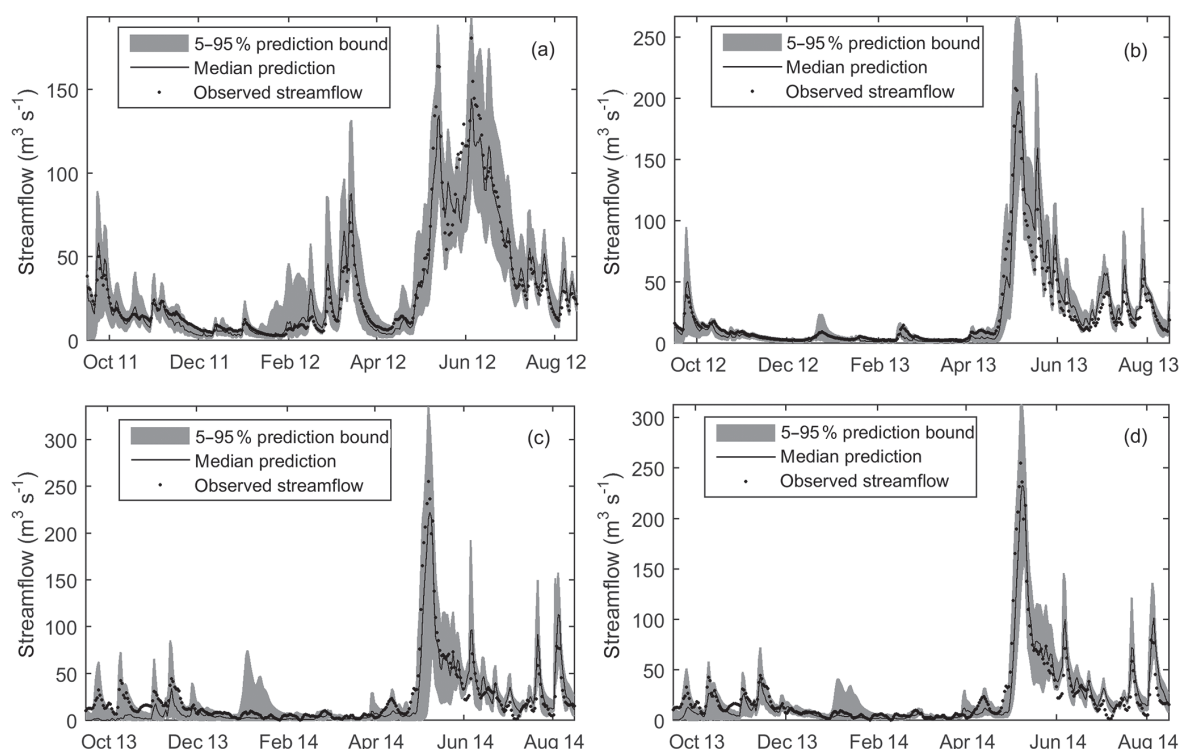 5–95 % prediction bound
Median prediction
Observed streamflow
(a)
Streamflow (m³ s⁻¹)
150
100
50
0
Oct 11 Dec 11 Feb 12 Apr 12 Jun 12 Aug 12
5–95 % prediction bound
Median prediction
Observed streamflow
(b)
Streamflow (m³ s⁻¹)
250
200
150
100
50
0
Oct 12 Dec 12 Feb 13 Apr 13 Jun 13 Aug 13
5–95 % prediction bound
Median prediction
Observed streamflow
(c)
Streamflow (m³ s⁻¹)
300
250
200
150
100
50
0
Oct 13 Dec 13 Feb 14 Apr 14 Jun 14 Aug 14
5–95 % prediction bound
Median prediction
Observed streamflow
(d)
Streamflow (m³ s⁻¹)
300
250
200
150
100
50
0
Oct 13 Dec 13 Feb 14 Apr 14 Jun 14 Aug 14